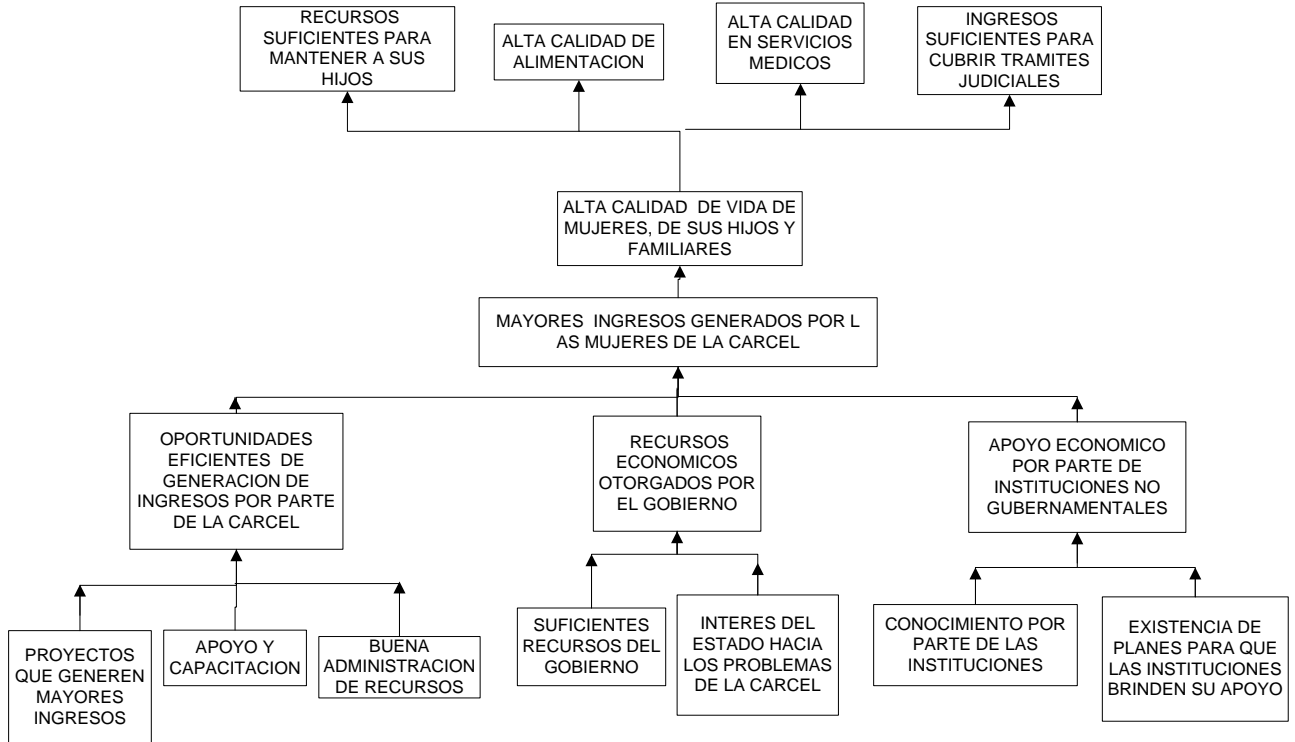 RECURSOS
SUFICIENTES PARA
MANTENER A SUS
HIJOS
ALTA CALIDAD DE
ALIMENTACION
ALTA CALIDAD
EN SERVICIOS
MEDICOS
INGRESOS
SUFICIENTES PARA
CUBRIR TRAMITES
JUDICIALES
ALTA CALIDAD DE VIDA DE
MUJERES, DE SUS HIJOS Y
FAMILIARES
MAYORES INGRESOS GENERADOS POR L
AS MUJERES DE LA CARCEL
OPORTUNIDADES
EFICIENTES DE
GENERACION DE
INGRESOS POR PARTE
DE LA CARCEL
RECURSOS
ECONOMICOS
OTORGADOS POR
EL GOBIERNO
APOYO ECONOMICO
POR PARTE DE
INSTITUCIONES NO
GUBERNAMENTALES
PROYECTOS
QUE GENEREN
MAYORES
INGRESOS
APOYO Y
CAPACITACION
BUENA
ADMINISTRACION
DE RECURSOS
SUFICIENTES
RECURSOS DEL
GOBIERNO
INTERES DEL
ESTADO HACIA
LOS PROBLEMAS
DE LA CARCEL
CONOCIMIENTO POR
PARTE DE LAS
INSTITUCIONES
EXISTENCIA DE
PLANES PARA QUE
LAS INSTITUCIONES
BRINDEN SU APOYO